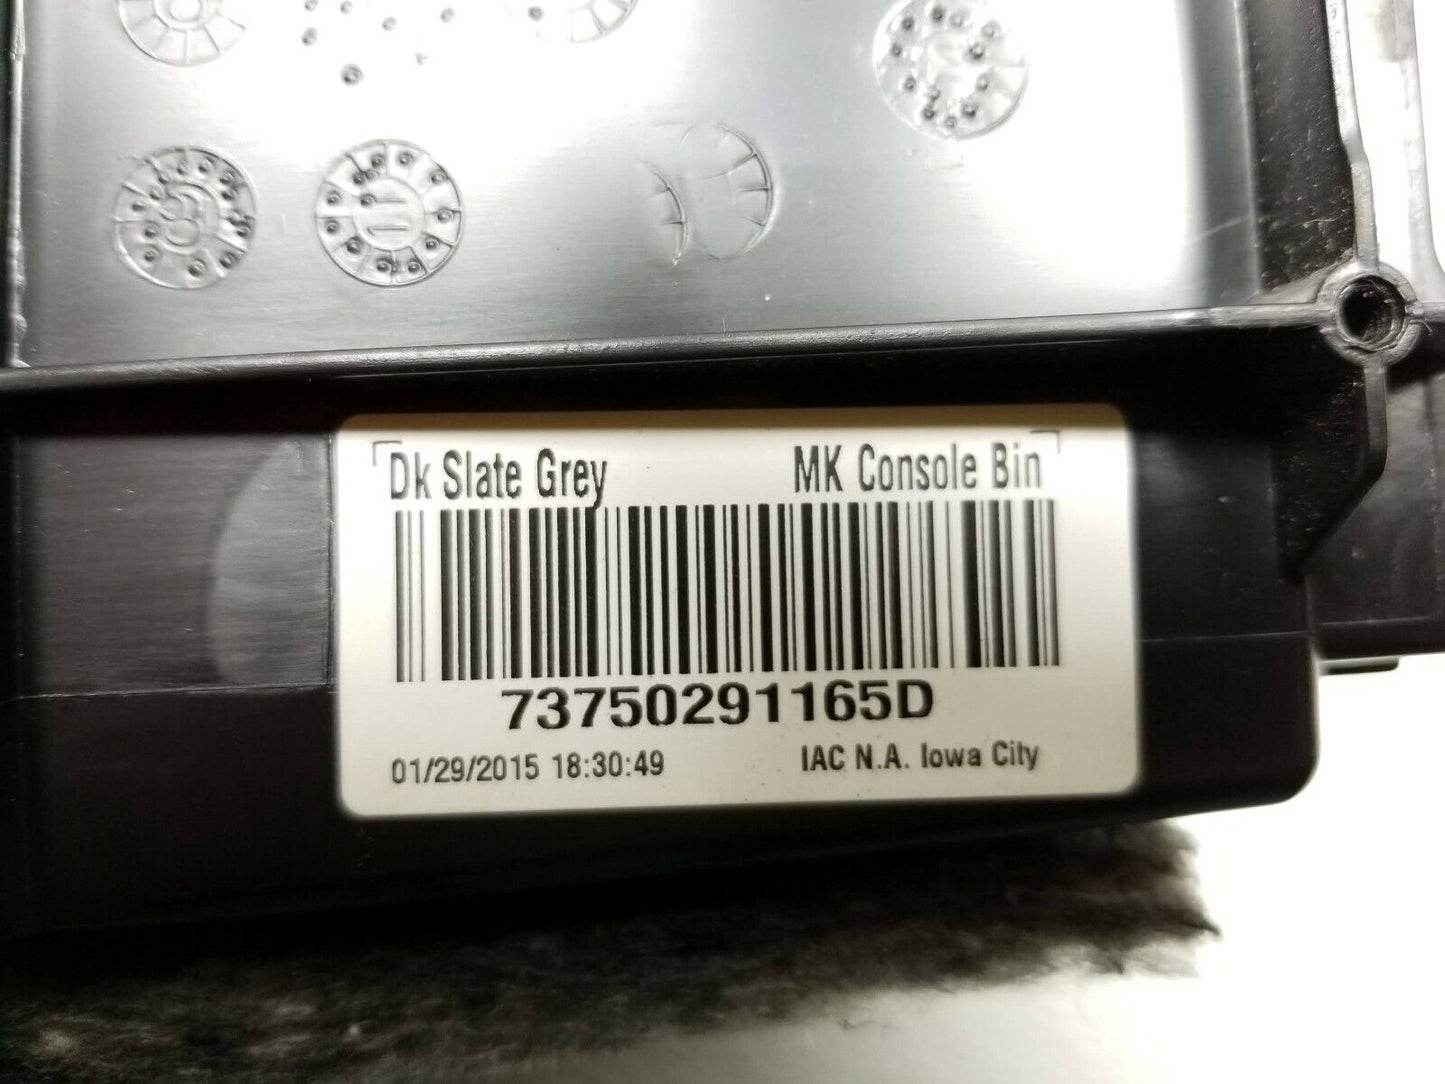 Dk Slate Grey MK Console Bin
73750291165D
01/29/2015 18:30:49 IAC N.A. Iowa City